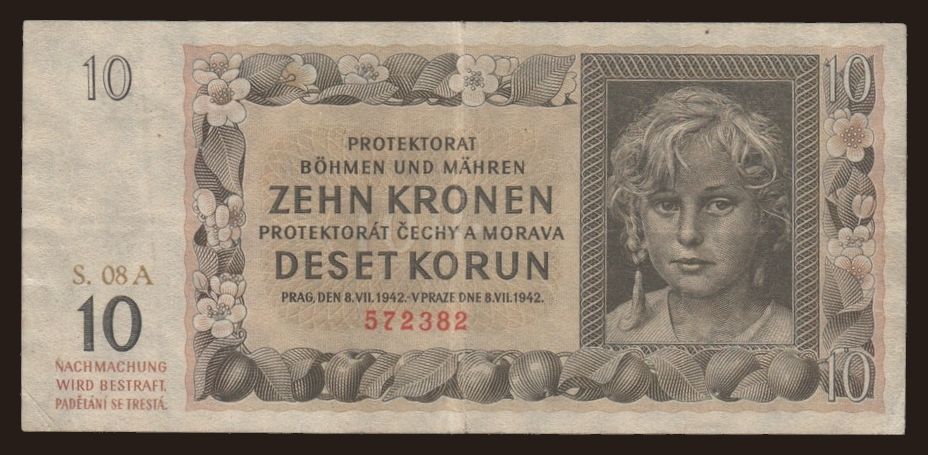 10
10
PROTEKTORAT
BÖHMEN UND MÄHREN
ZEHN KRONEN
PROTEKTORÁT ČECHY A MORAVA
DESET KORUN
PRAG, DEN 8. VII. 1942.-V PRAZE DNE 8. VII. 1942.
572382
S. 08 A
10
NACHMACHUNG
WIRD BESTRAFT.
PADĚLÁNÍ SE TRESTÁ.
10